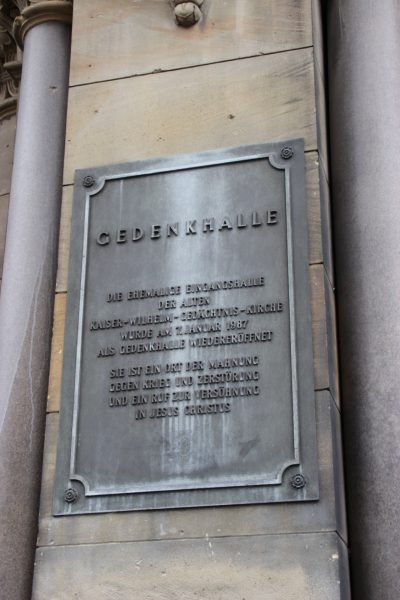 GEDENKHALLE
DIE EHEMALIGE EINGANGSHALLE
DER ALTEN
KAISER-WILHELM-GEDÄCHTNIS-KIRCHE
WURDE AM 7. JANUAR 1987
ALS GEDENKHALLE WIEDERERÖFFNET
SIE IST EIN ORT DER MAHNUNG
GEGEN KRIEG UND ZERSTÖRUNG
UND EIN RUF ZUR VERSÖHNUNG
IN JESUS CHRISTUS